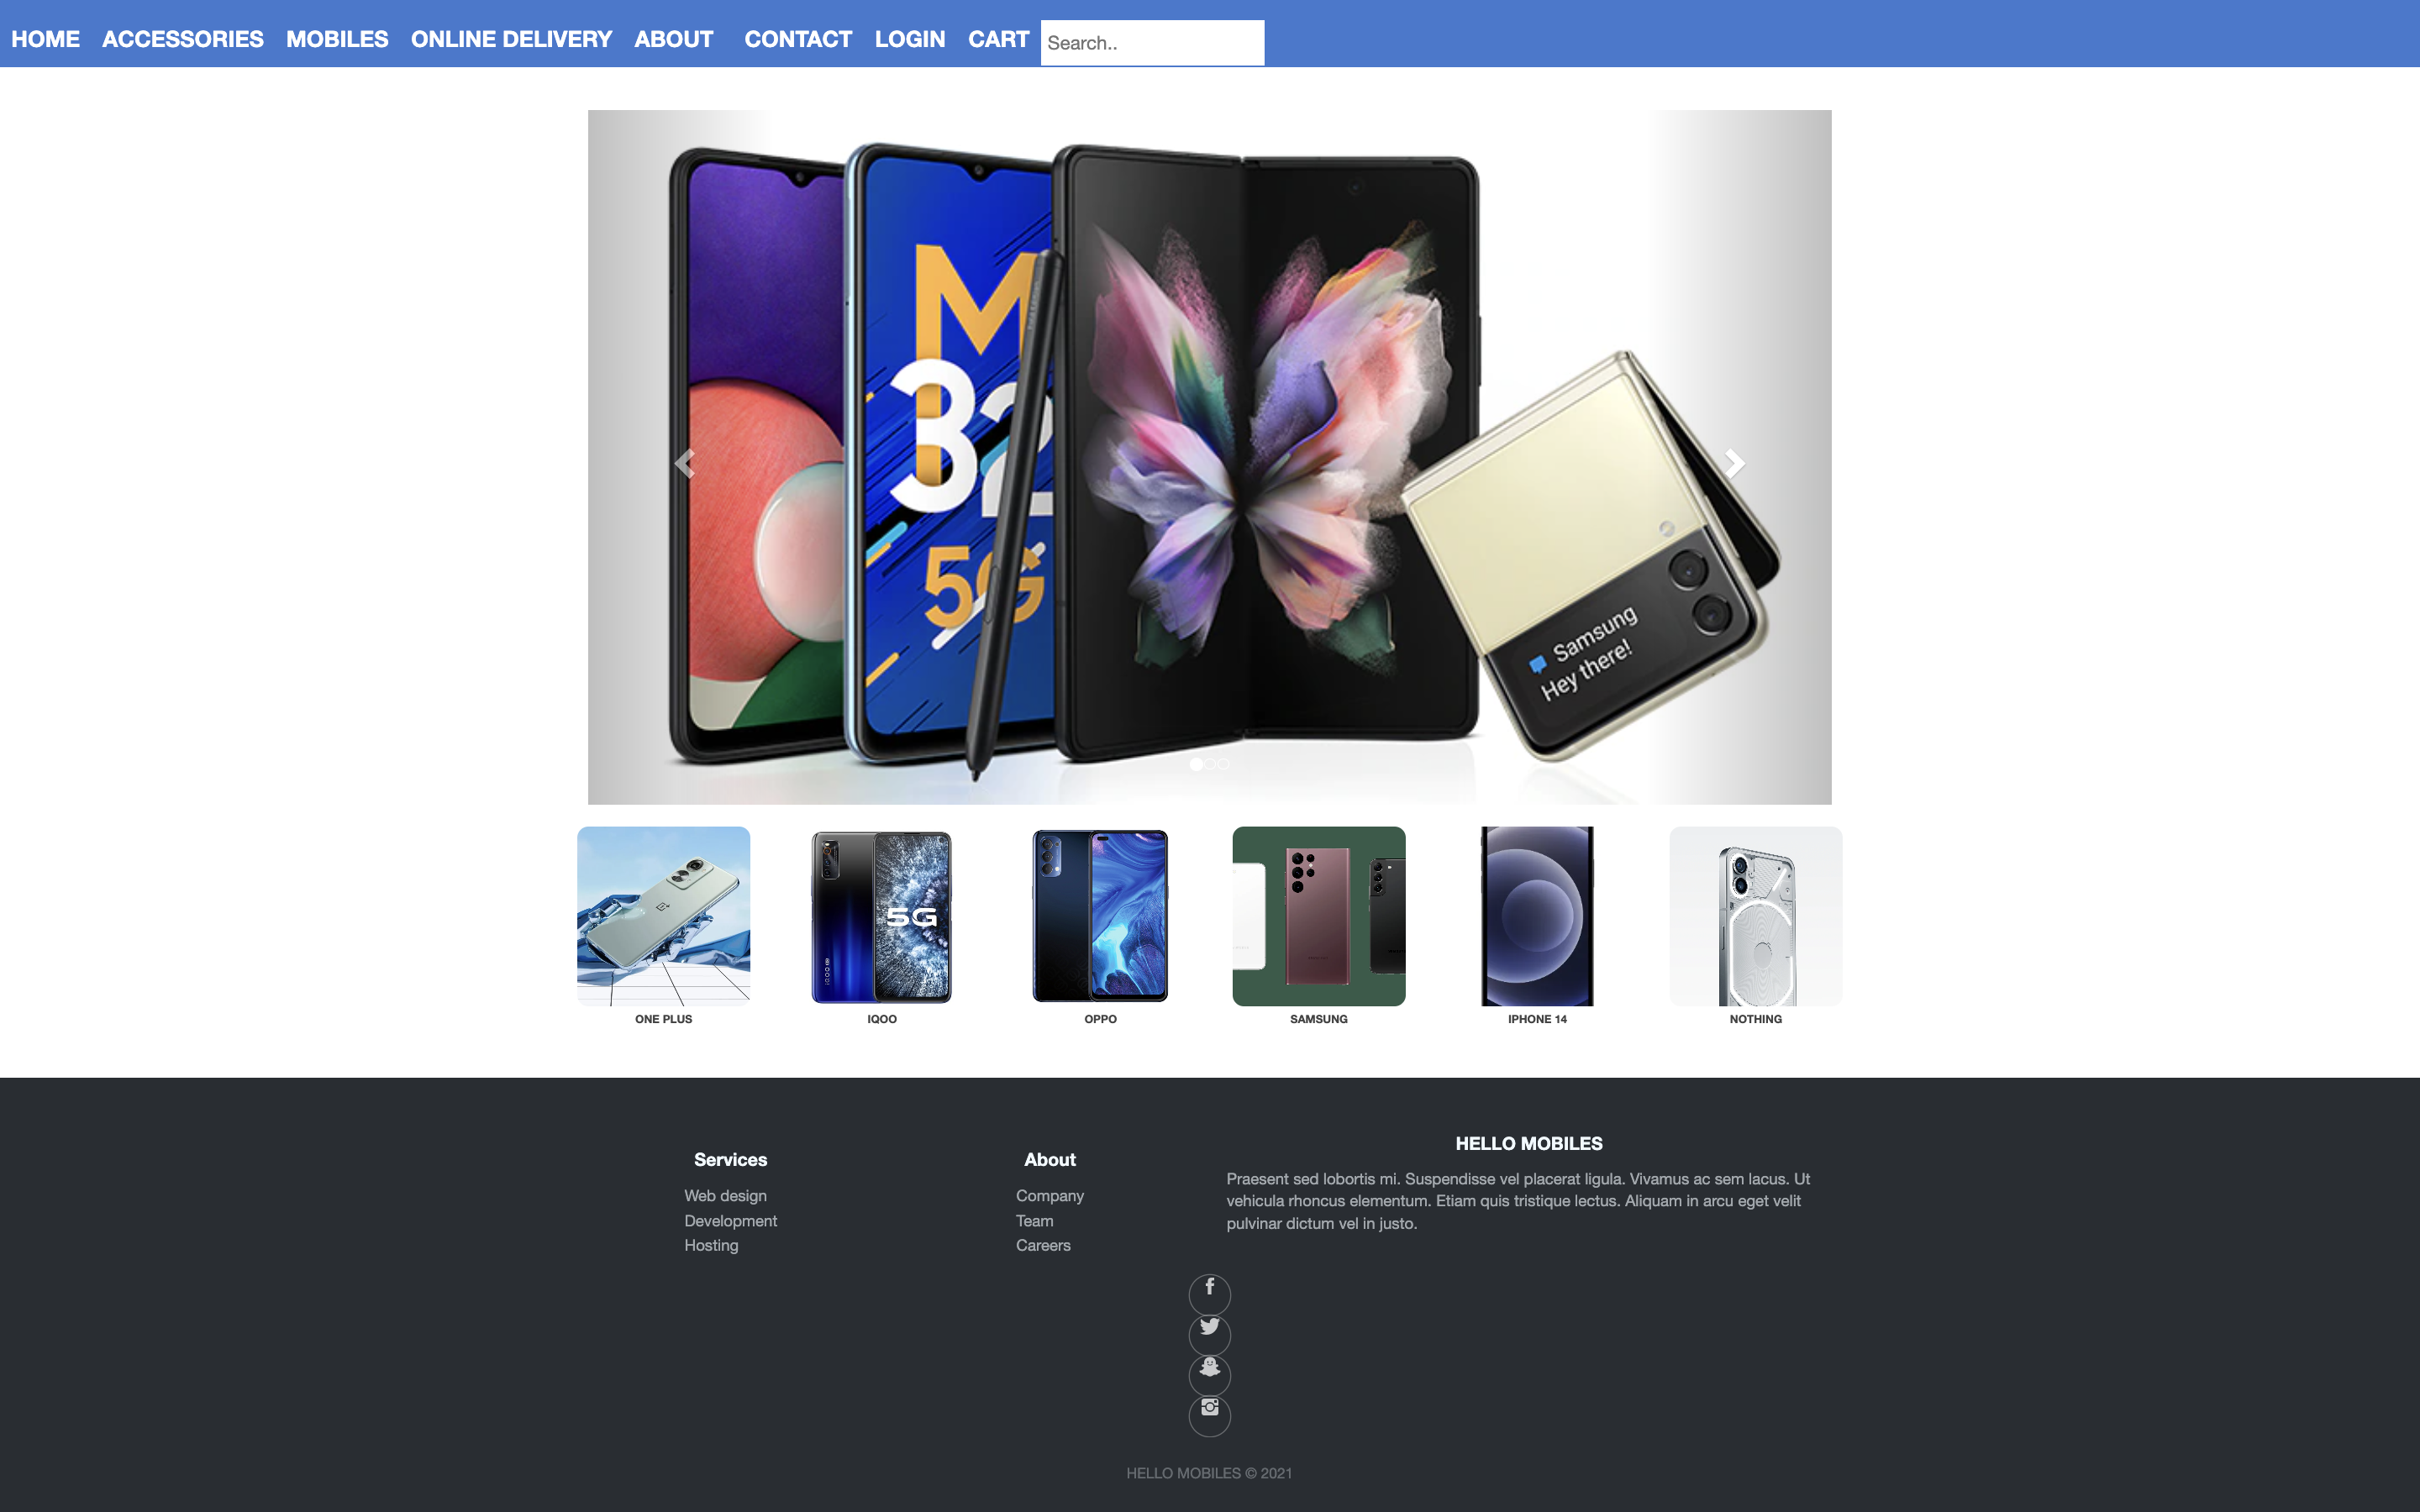 HOME ACCESSORIES MOBILES ONLINE DELIVERY ABOUT CONTACT LOGIN CART Search..
M
32
5G
Samsung
Hey there!
5G
ONE PLUS IQOO OPPO SAMSUNG IPHONE 14 NOTHING
HELLO MOBILES
Services About
Praesent sed lobortis mi. Suspendisse vel placerat ligula. Vivamus ac sem lacus. Ut
vehicula rhoncus elementum. Etiam quis tristique lectus. Aliquam in arcu eget velit
pulvinar dictum vel in justo.
Web design Company
Development Team
Hosting Careers
HELLO MOBILES © 2021